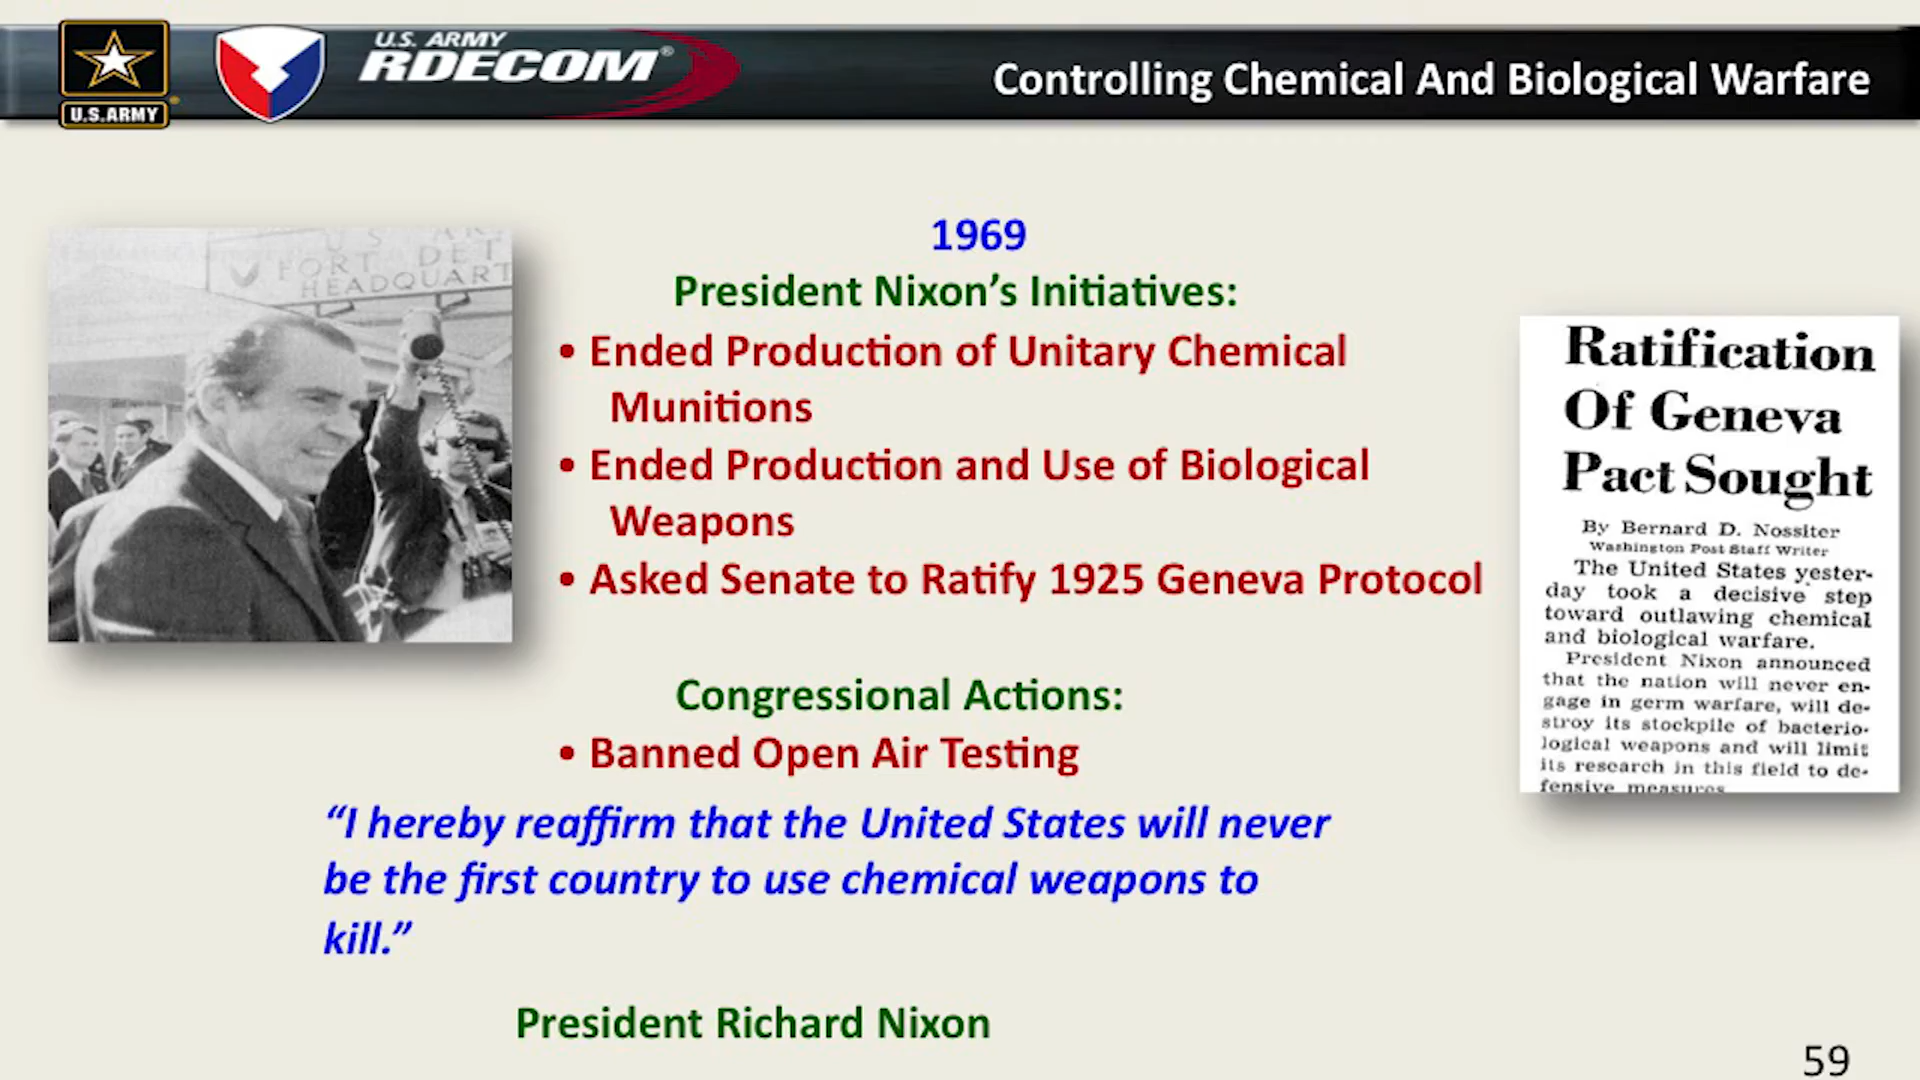 U.S. ARMY
RDECOM®
U.S.ARMY
Controlling Chemical And Biological Warfare
FORT DET
HEADQUART
1969
President Nixon's Initiatives:
• Ended Production of Unitary Chemical
Munitions
• Ended Production and Use of Biological
Weapons
• Asked Senate to Ratify 1925 Geneva Protocol
Congressional Actions:
• Banned Open Air Testing
“I hereby reaffirm that the United States will never
be the first country to use chemical weapons to
kill.”
President Richard Nixon
Ratification
Of Geneva
Pact Sought
By Bernard D. Nossiter
Washington Post Staff Writer
The United States yester-
day took a decisive step
toward outlawing chemical
and biological warfare.
President Nixon announced
that the nation will never en-
gage in germ warfare, will de-
stroy its stockpile of bacterio-
logical weapons and will limit
its research in this field to de-
fensive measures
59